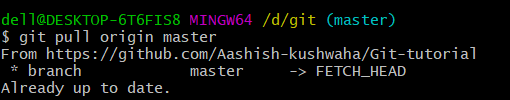 dell@DESKTOP-6T6FIS8 MINGW64 /d/git (master)
$ git pull origin master
From https://github.com/Aashish-kushwaha/Git-tutorial
 * branch            master     -> FETCH_HEAD
Already up to date.